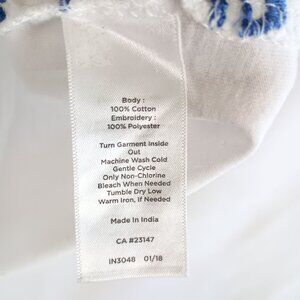 Body :
100% Cotton
Embroidery :
100% Polyester
Turn Garment Inside
Out
Machine Wash Cold
Gentle Cycle
Only Non-Chlorine
Bleach When Needed
Tumble Dry Low
Warm Iron, if Needed
Made In India
CA #23147
IN3048 01/18